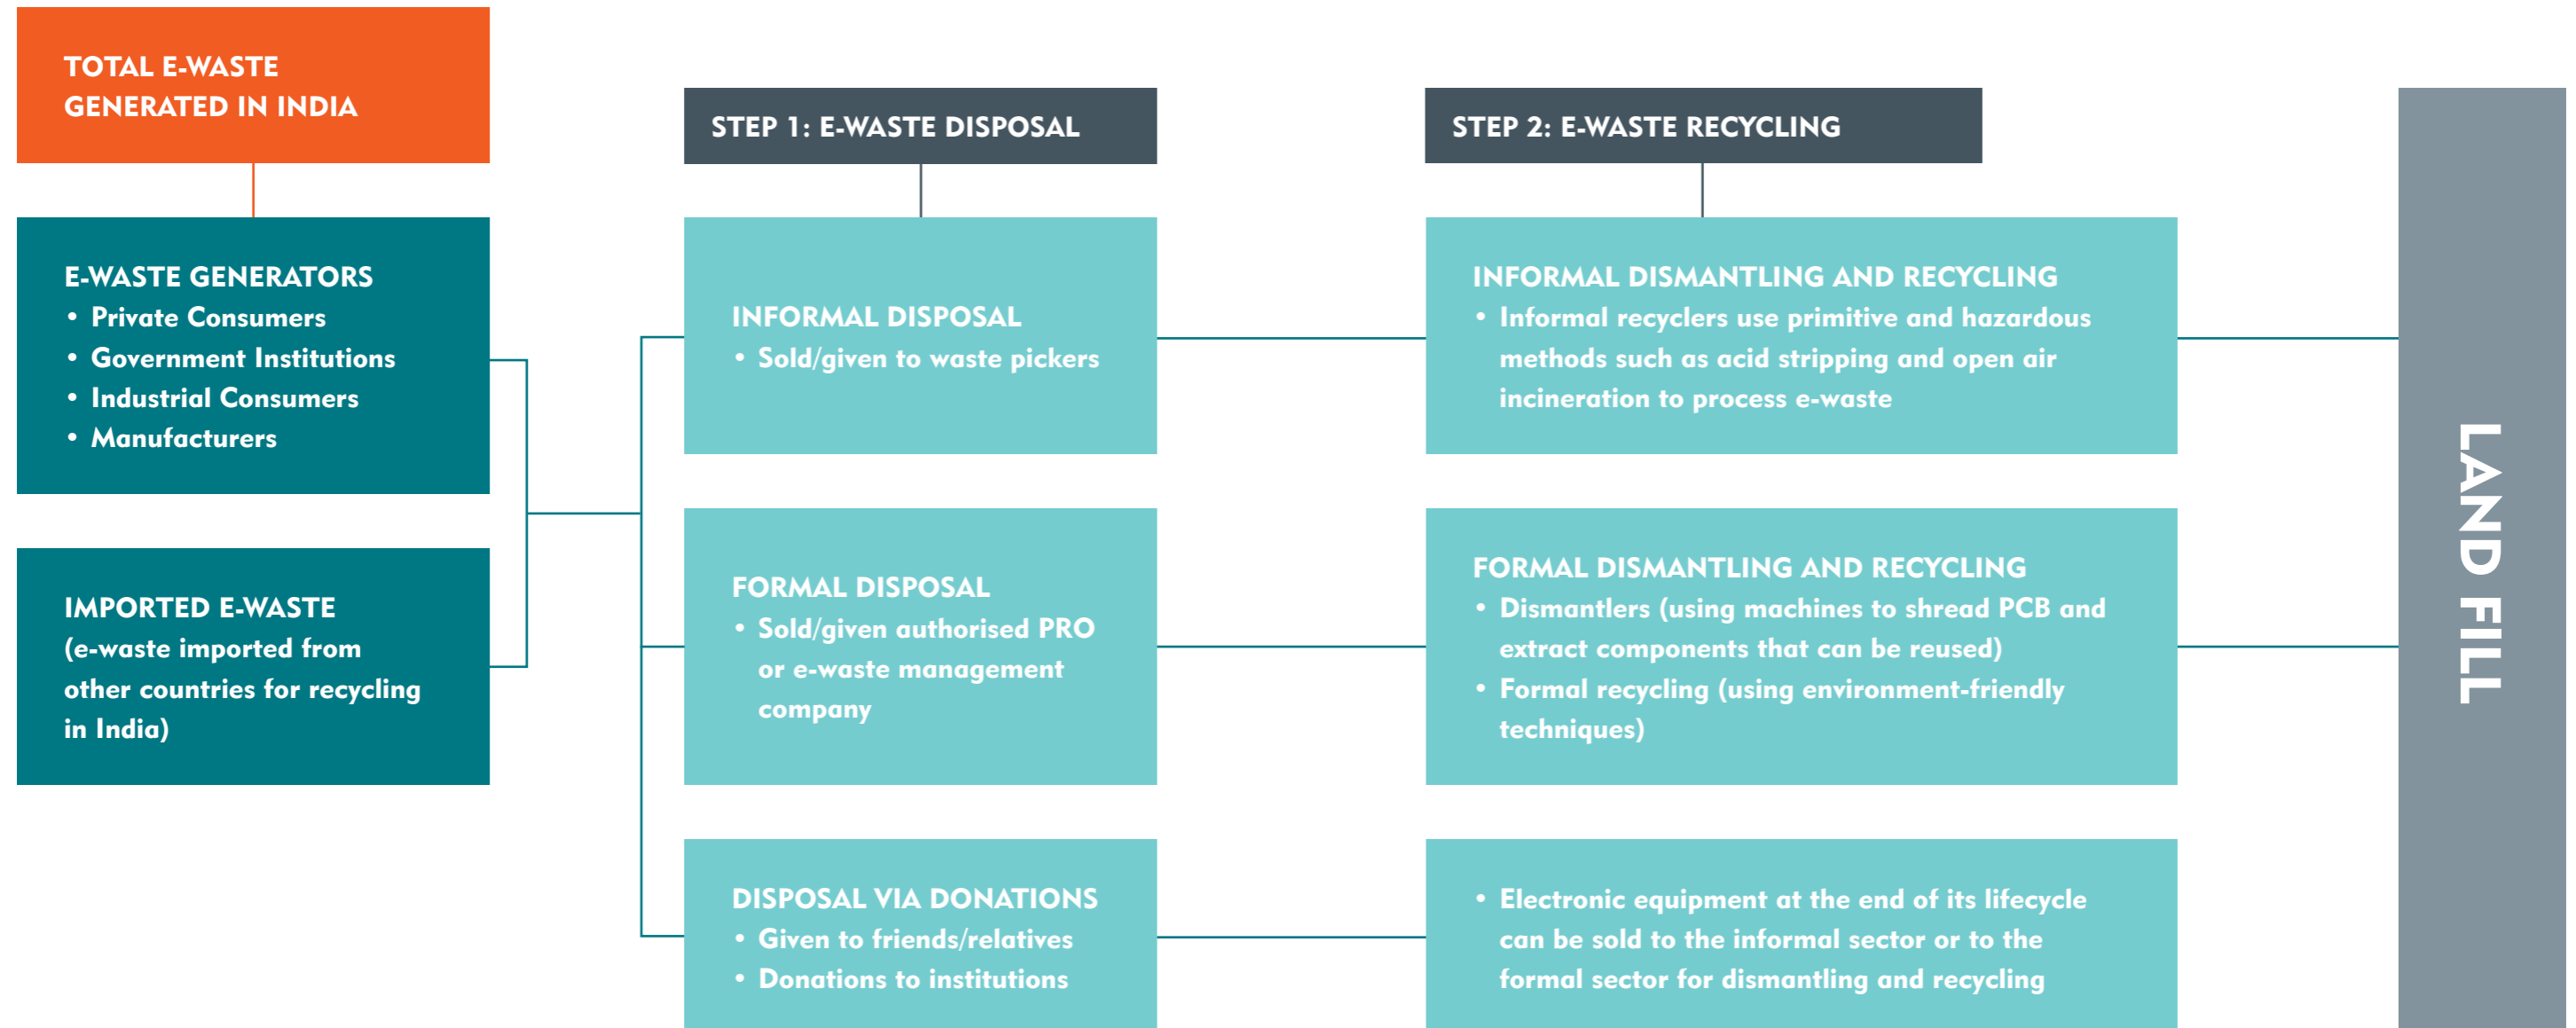 TOTAL E-WASTE
GENERATED IN INDIA
E-WASTE GENERATORS
• Private Consumers
• Government Institutions
• Industrial Consumers
• Manufacturers
IMPORTED E-WASTE
(e-waste imported from
other countries for recycling
in India)
STEP 1: E-WASTE DISPOSAL
INFORMAL DISPOSAL
• Sold/given to waste pickers
FORMAL DISPOSAL
• Sold/given authorised PRO
or e-waste management
company
DISPOSAL VIA DONATIONS
• Given to friends/relatives
• Donations to institutions
STEP 2: E-WASTE RECYCLING
INFORMAL DISMANTLING AND RECYCLING
• Informal recyclers use primitive and hazardous
methods such as acid stripping and open air
incineration to process e-waste
FORMAL DISMANTLING AND RECYCLING
• Dismantlers (using machines to shread PCB and
extract components that can be reused)
• Formal recycling (using environment-friendly
techniques)
• Electronic equipment at the end of its lifecycle
can be sold to the informal sector or to the
formal sector for dismantling and recycling
LAND FILL